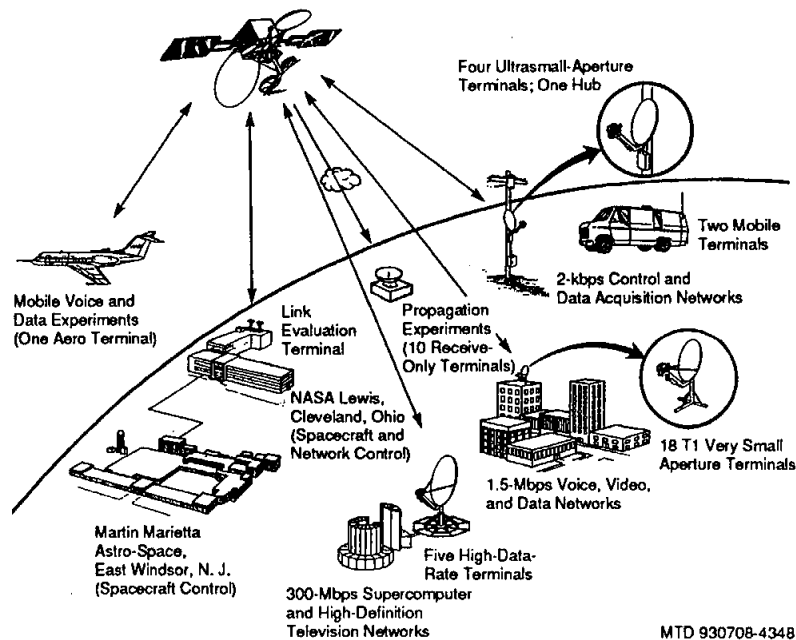 Four Ultrasmall-Aperture
Terminals; One Hub
Two Mobile
Terminals
2-kbps Control and
Data Acquisition Networks
Mobile Voice and
Data Experiments
(One Aero Terminal)
Link
Evaluation
Terminal
Propagation
Experiments
(10 Receive-
Only Terminals)
NASA Lewis,
Cleveland, Ohio
(Spacecraft and
Network Control)
18 T1 Very Small
Aperture Terminals
1.5-Mbps Voice, Video,
and Data Networks
Martin Marietta
Astro-Space,
East Windsor, N. J.
(Spacecraft Control)
Five High-Data-
Rate Terminals
300-Mbps Supercomputer
and High-Definition
Television Networks
MTD 930708-4348